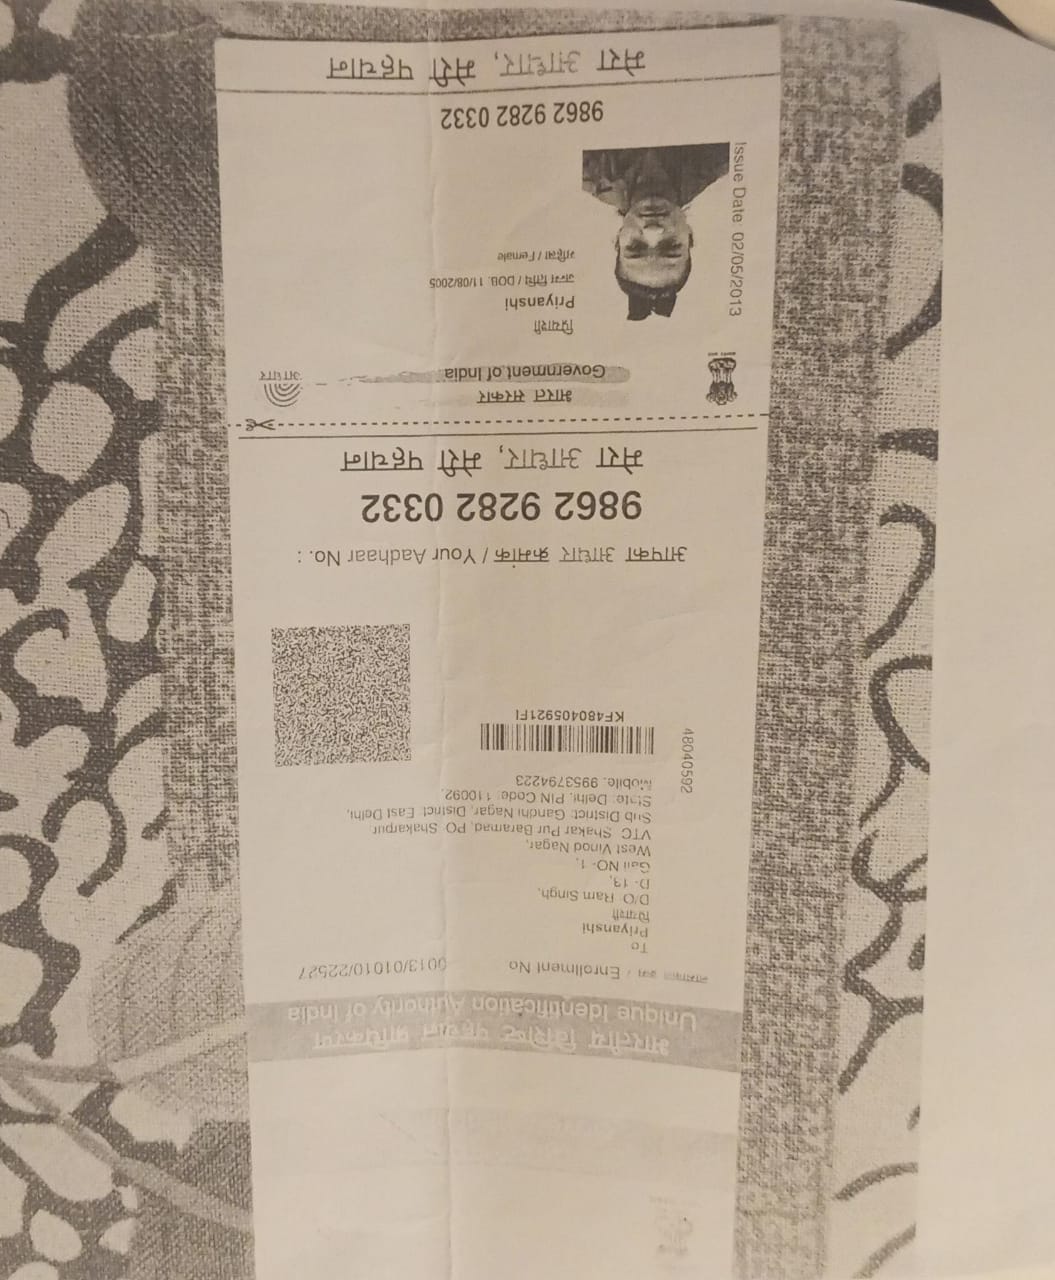 भारतीय विशिष्ट पहचान प्राधिकरण
Unique Identification Authority of India
Enrollment No 0013/01010/22527
To
Priyanshi
D/O Ram Singh,
D- 13,
Gali NO- 1,
West Vinod Nagar,
VTC Shakar Pur Baramad, PO Shakarpur
Sub District: Gandhi Nagar, District East Delhi,
State: Delhi, PIN Code: 110092,
Mobile. 9953794223
48040592
KF480405921FI
आपका आधार क्रमांक / Your Aadhaar No. :
9862 9282 0332
मेरा आधार, मेरी पहचान
भारत सरकार
Government of India
आधार
Issue Date 02/05/2013
Priyanshi
जन्म तिथि / DOB. 11/08/2005
महिला / Female
9862 9282 0332
मेरा आधार, मेरी पहचान